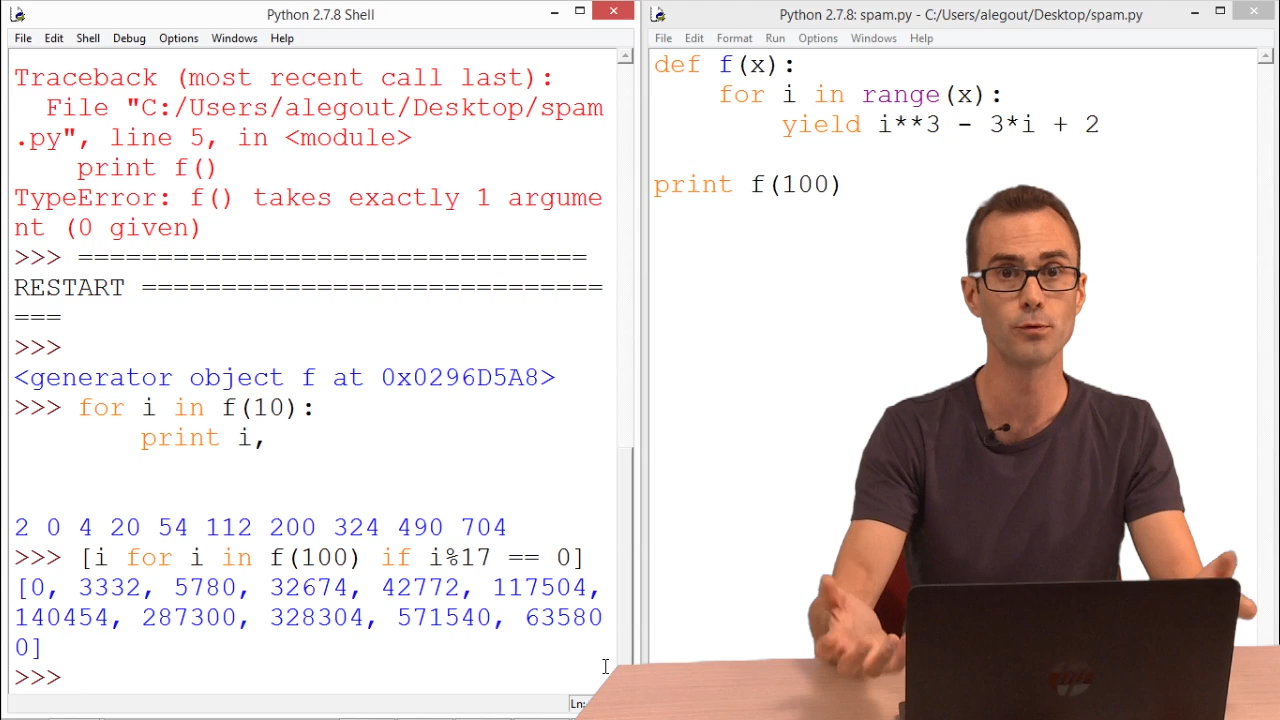 Python 2.7.8 Shell
File Edit Shell Debug Options Windows Help
Traceback (most recent call last):
  File "C:/Users/alegout/Desktop/spam
.py", line 5, in <module>
    print f()
TypeError: f() takes exactly 1 argume
nt (0 given)
>>> ================================
RESTART =============================
===
>>>
<generator object f at 0x0296D5A8>
>>> for i in f(10):
        print i,
2 0 4 20 54 112 200 324 490 704
>>> [i for i in f(100) if i%17 == 0]
[0, 3332, 5780, 32674, 42772, 117504,
140454, 287300, 328304, 571540, 63580
0]
>>>
Ln:
Python 2.7.8: spam.py - C:/Users/alegout/Desktop/spam.py
File Edit Format Run Options Windows Help
def f(x):
    for i in range(x):
        yield i**3 - 3*i + 2
print f(100)